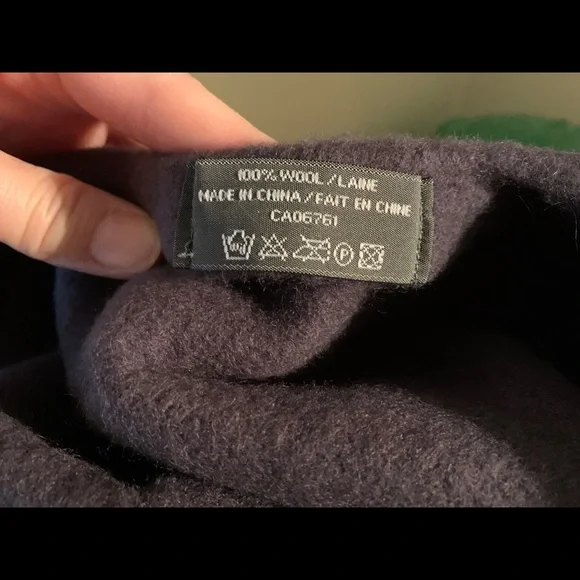 100% WOOL / LAINE
MADE IN CHINA / FAIT EN CHINE
CA06761
P